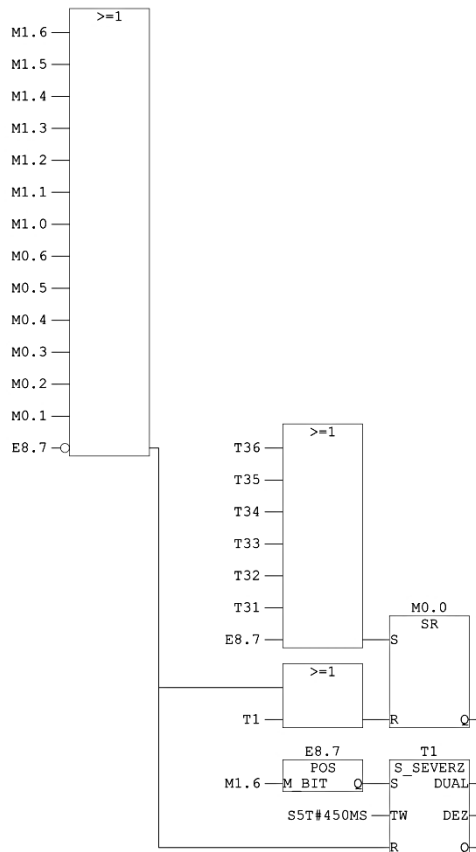 >=1
M1.6
M1.5
M1.4
M1.3
M1.2
M1.1
M1.0
M0.6
M0.5
M0.4
M0.3
M0.2
M0.1
E8.7
>=1
T36
T35
T34
T33
T32
T31
M0.0
SR
E8.7 S
>=1
T1 R Q
E8.7 T1
POS S_SEVERZ
M1.6 M_BIT Q S DUAL
S5T#450MS TW DEZ
R Q